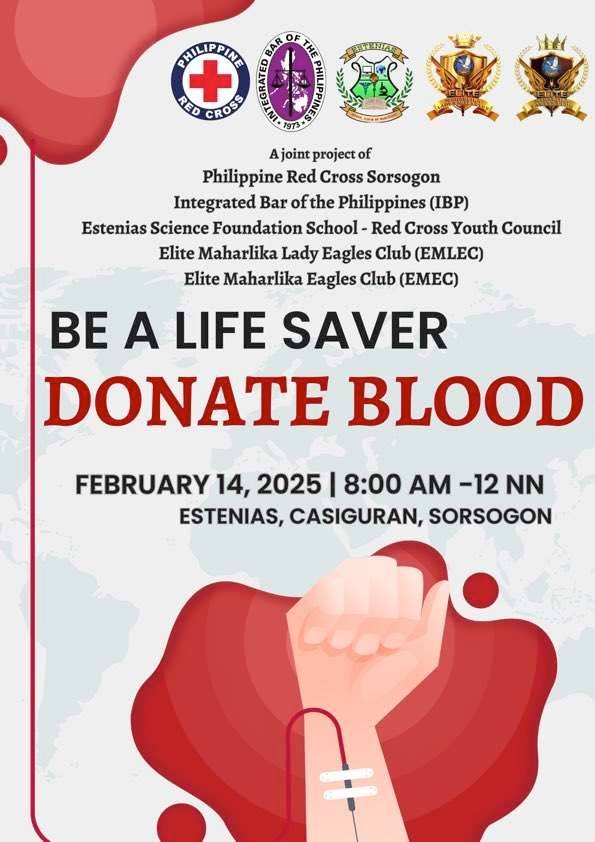 PHILIPPINE
RED CROSS
INTEGRATED BAR OF THE PHILIPPINES
1973
ESTENIAS
ELITE
ELITE
A joint project of
Philippine Red Cross Sorsogon
Integrated Bar of the Philippines (IBP)
Estenias Science Foundation School - Red Cross Youth Council
Elite Maharlika Lady Eagles Club (EMLEC)
Elite Maharlika Eagles Club (EMEC)
BE A LIFE SAVER
DONATE BLOOD
FEBRUARY 14, 2025 | 8:00 AM -12 NN
ESTENIAS, CASIGURAN, SORSOGON